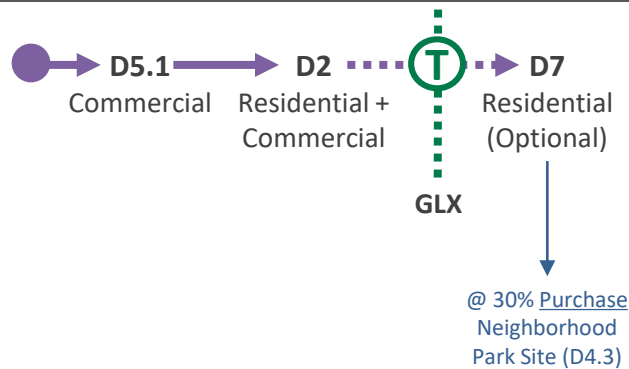 D5.1
Commercial
D2
Residential +
Commercial
T
D7
Residential
(Optional)
GLX
@ 30% Purchase
Neighborhood
Park Site (D4.3)